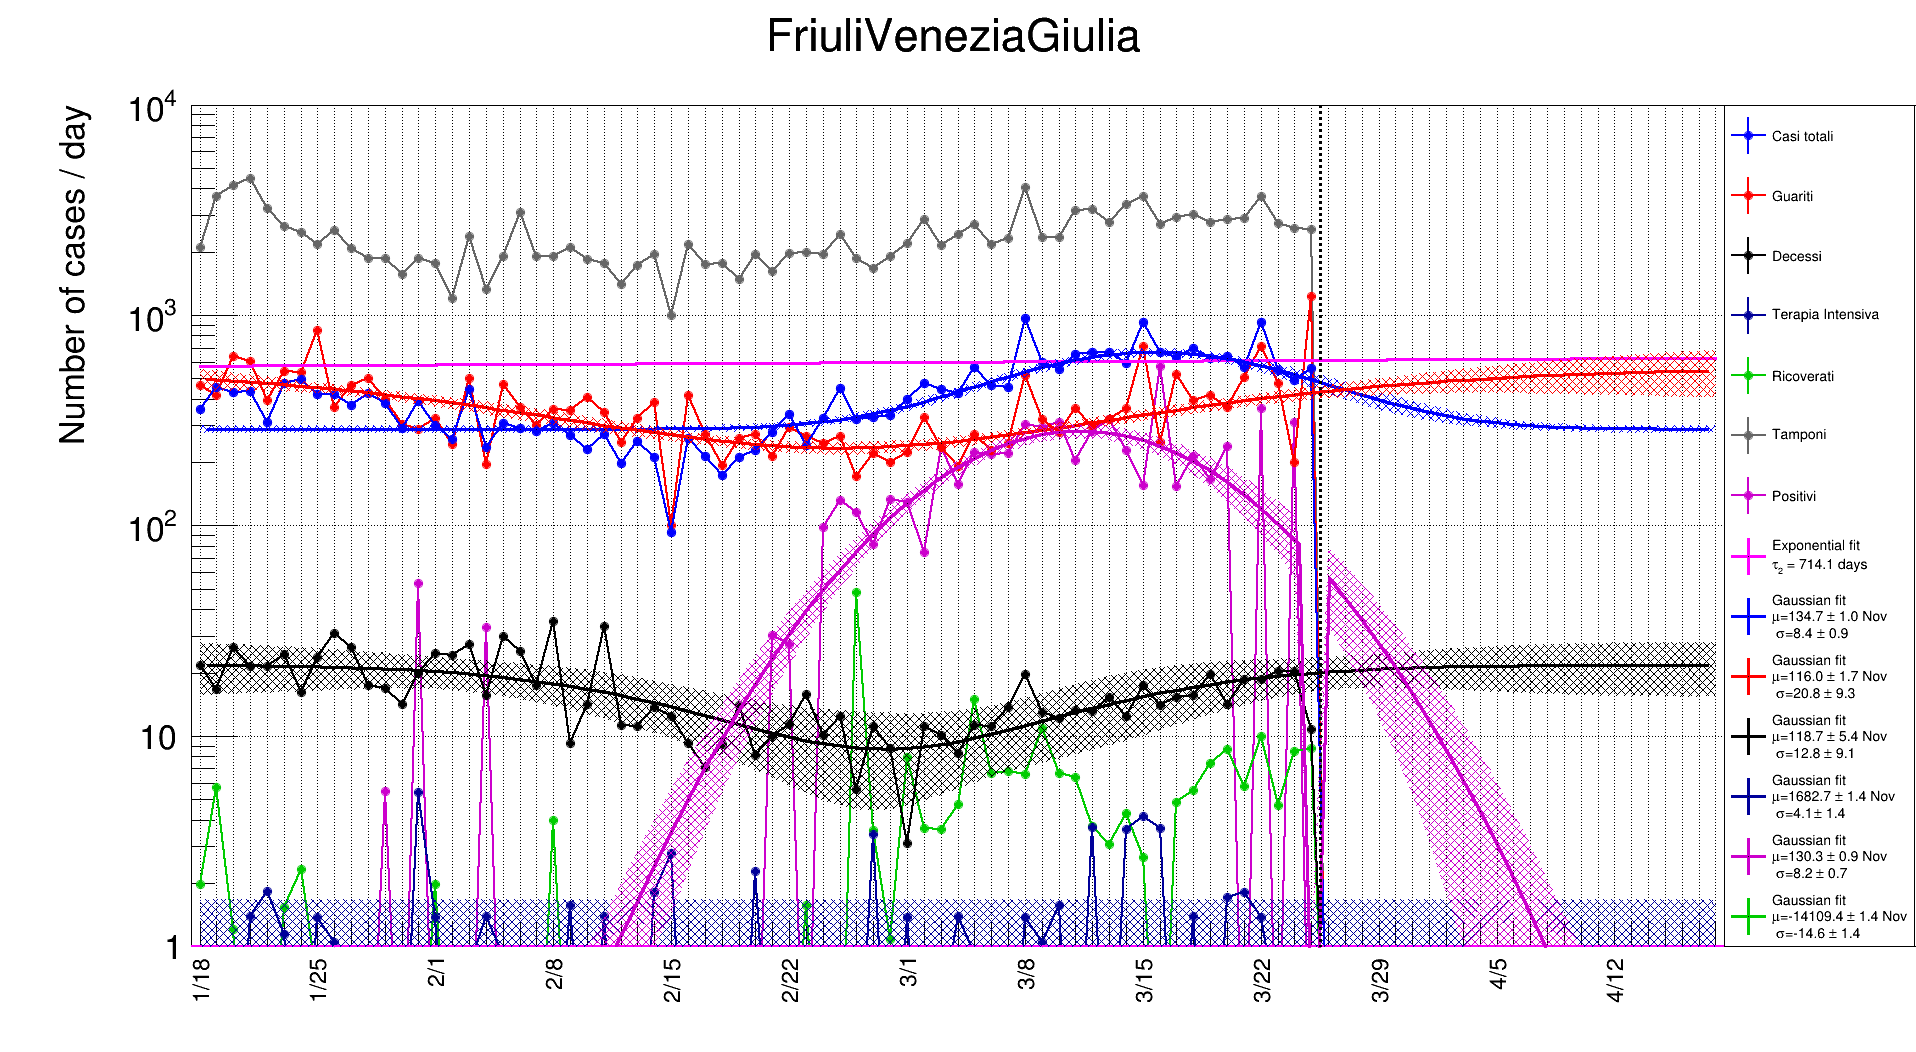 FriuliVeneziaGiulia
Number of cases / day
10^4
10^3
10^2
10
1
1/18
1/25
2/1
2/8
2/15
2/22
3/1
3/8
3/15
3/22
3/29
4/5
4/12
Casi totali
Guariti
Decessi
Terapia Intensiva
Ricoverati
Tamponi
Positivi
Exponential fit
τ₂ = 714.1 days
Gaussian fit
μ=134.7 ± 1.0 Nov
σ=8.4 ± 0.9
Gaussian fit
μ=116.0 ± 1.7 Nov
σ=20.8 ± 9.3
Gaussian fit
μ=118.7 ± 5.4 Nov
σ=12.8 ± 9.1
Gaussian fit
μ=1682.7 ± 1.4 Nov
σ=4.1 ± 1.4
Gaussian fit
μ=130.3 ± 0.9 Nov
σ=8.2 ± 0.7
Gaussian fit
μ=-14109.4 ± 1.4 Nov
σ=-14.6 ± 1.4